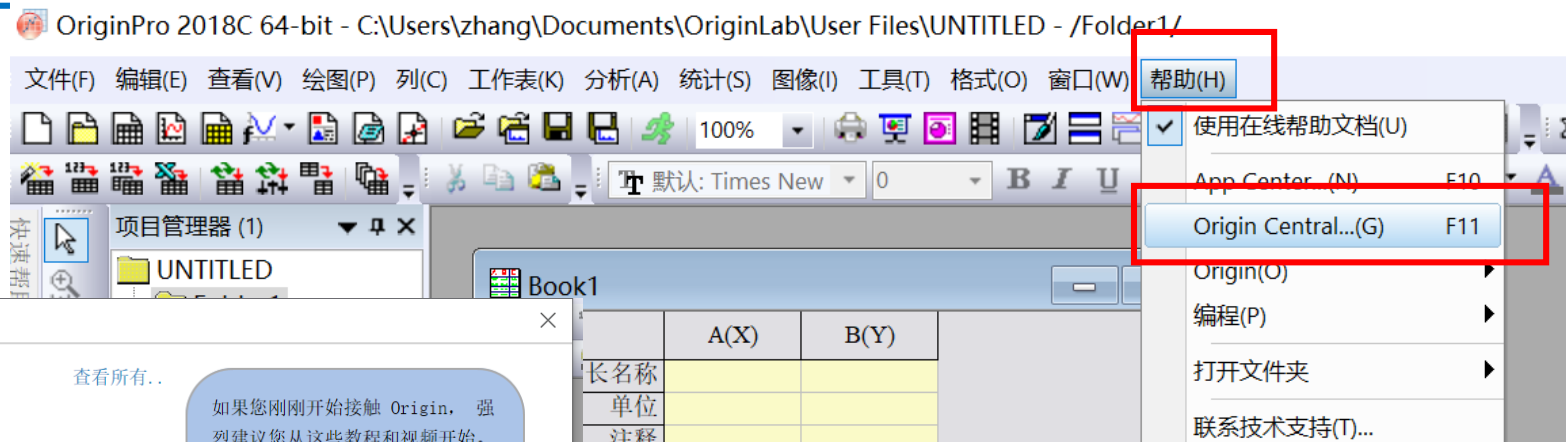 OriginPro 2018C 64-bit - C:\Users\zhang\Documents\OriginLab\User Files\UNTITLED - /Folder1/
文件(F) 编辑(E) 查看(V) 绘图(P) 列(C) 工作表(K) 分析(A) 统计(S) 图像(I) 工具(T) 格式(O) 窗口(W) 帮助(H)
100%
使用在线帮助文档(U)
默认: Times New 0 B I U
App Center...(N) F10
Origin Central...(G) F11
项目管理器 (1)
UNTITLED
Origin(O)
Book1
编程(P)
A(X) B(Y)
打开文件夹
长名称
查看所有..
单位
如果您刚刚开始接触 Origin, 强
联系技术支持(T)...
注释
列建议您从这些教程和视频开始。